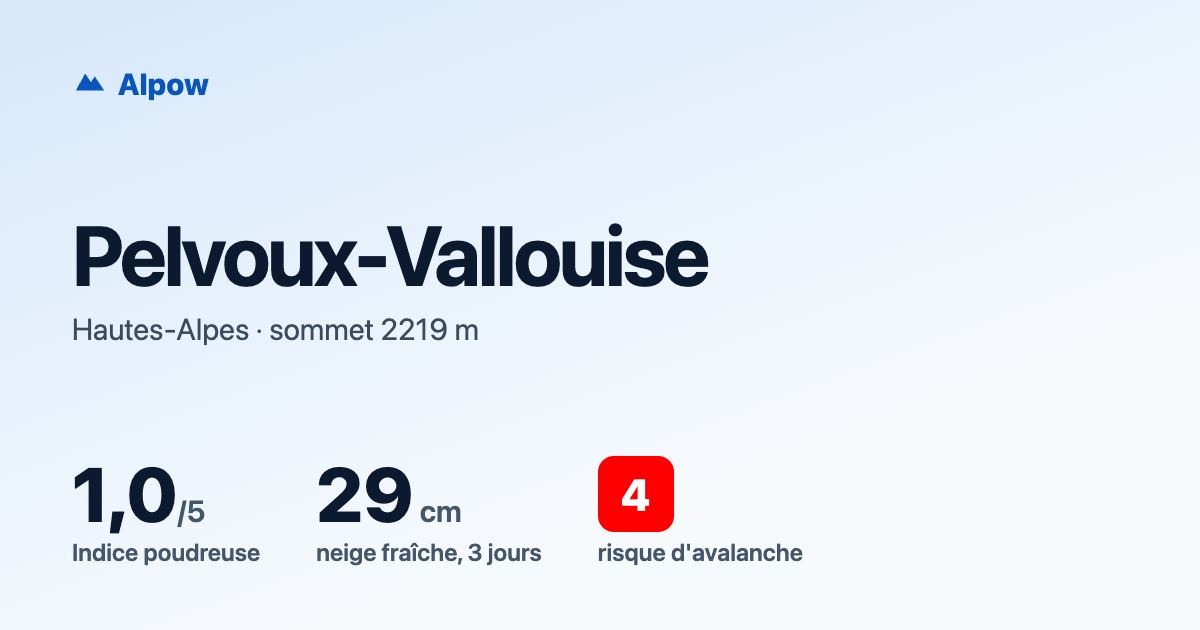 Alpow
Pelvoux-Vallouise
Hautes-Alpes · sommet 2219 m
1,0/5
Indice poudreuse
29 cm
neige fraîche, 3 jours
4
risque d'avalanche